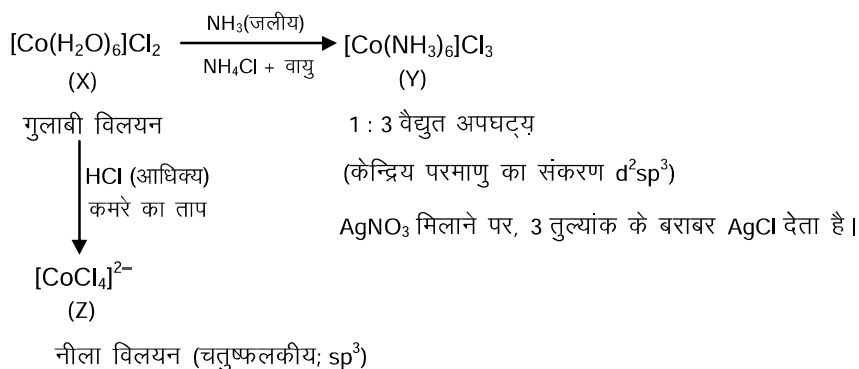 [Co(H₂O)₆]Cl₂ NH₃(जलीय) NH₄Cl + वायु [Co(NH₃)₆]Cl₃
(X) (Y)
गुलाबी विलयन 1 : 3 वैद्युत अपघट्य़
HCl (आधिक्य) (केन्द्रिय परमाणु का संकरण d²sp³)
कमरे का ताप
AgNO₃ मिलाने पर, 3 तुल्यांक के बराबर AgCl देता है।
[CoCl₄]²⁻
(Z)
नीला विलयन (चतुष्फलकीय; sp³)